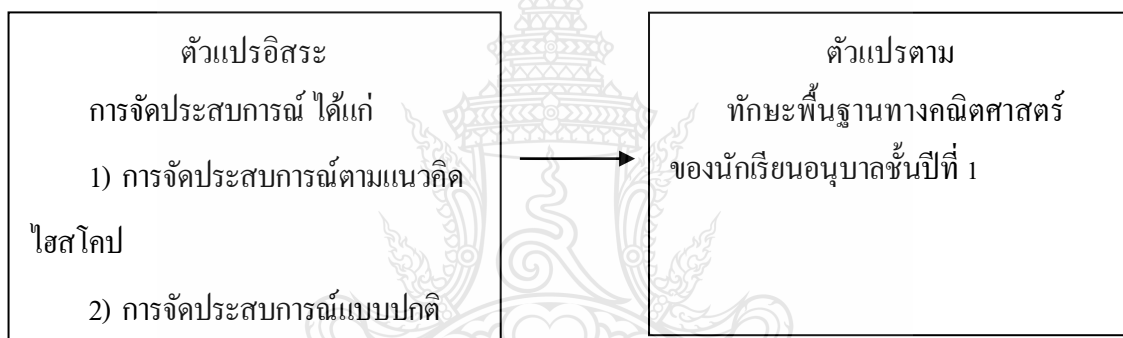 ตัวแปรอิสระ
การจัดประสบการณ์ ได้แก่
1) การจัดประสบการณ์ตามแนวคิด
ไฮสโคป
2) การจัดประสบการณ์แบบปกติ
ตัวแปรตาม
ทักษะพื้นฐานทางคณิตศาสตร์
ของนักเรียนอนุบาลชั้นปีที่ 1